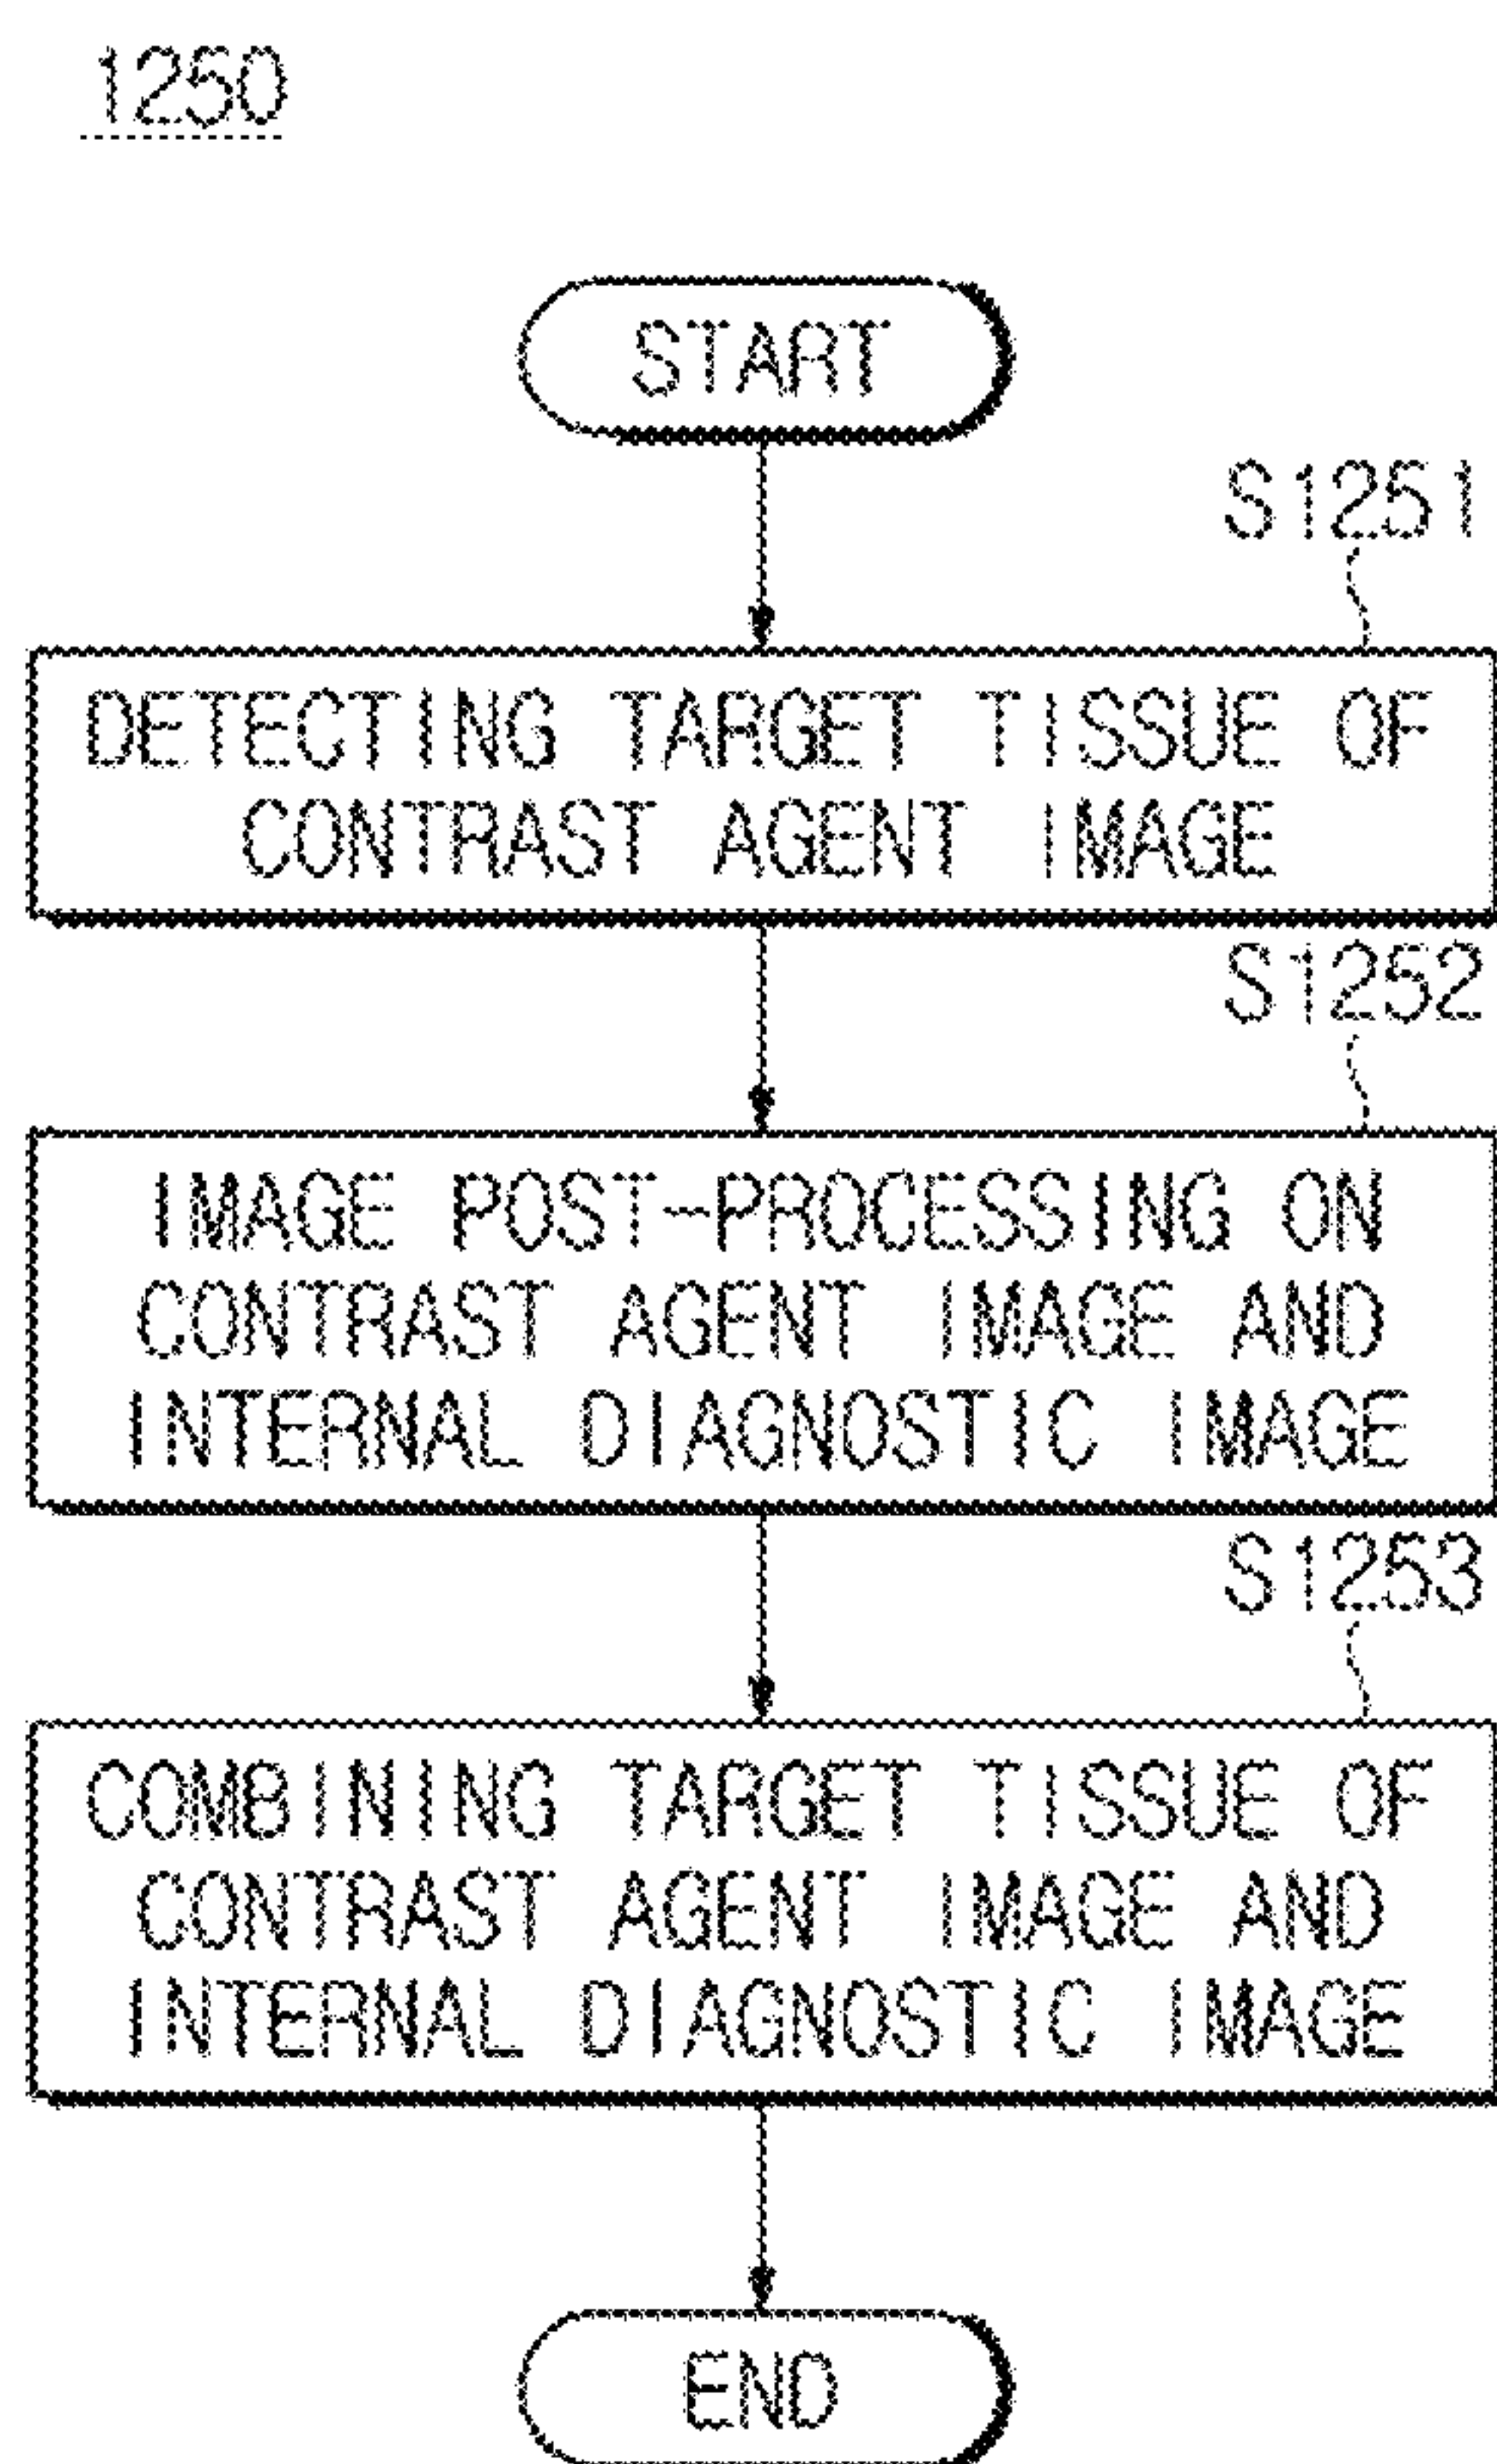 1250
START
S1251
DETECTING TARGET TISSUE OF
CONTRAST AGENT IMAGE
S1252
IMAGE POST-PROCESSING ON
CONTRAST AGENT IMAGE AND
INTERNAL DIAGNOSTIC IMAGE
S1253
COMBINING TARGET TISSUE OF
CONTRAST AGENT IMAGE AND
INTERNAL DIAGNOSTIC IMAGE
END